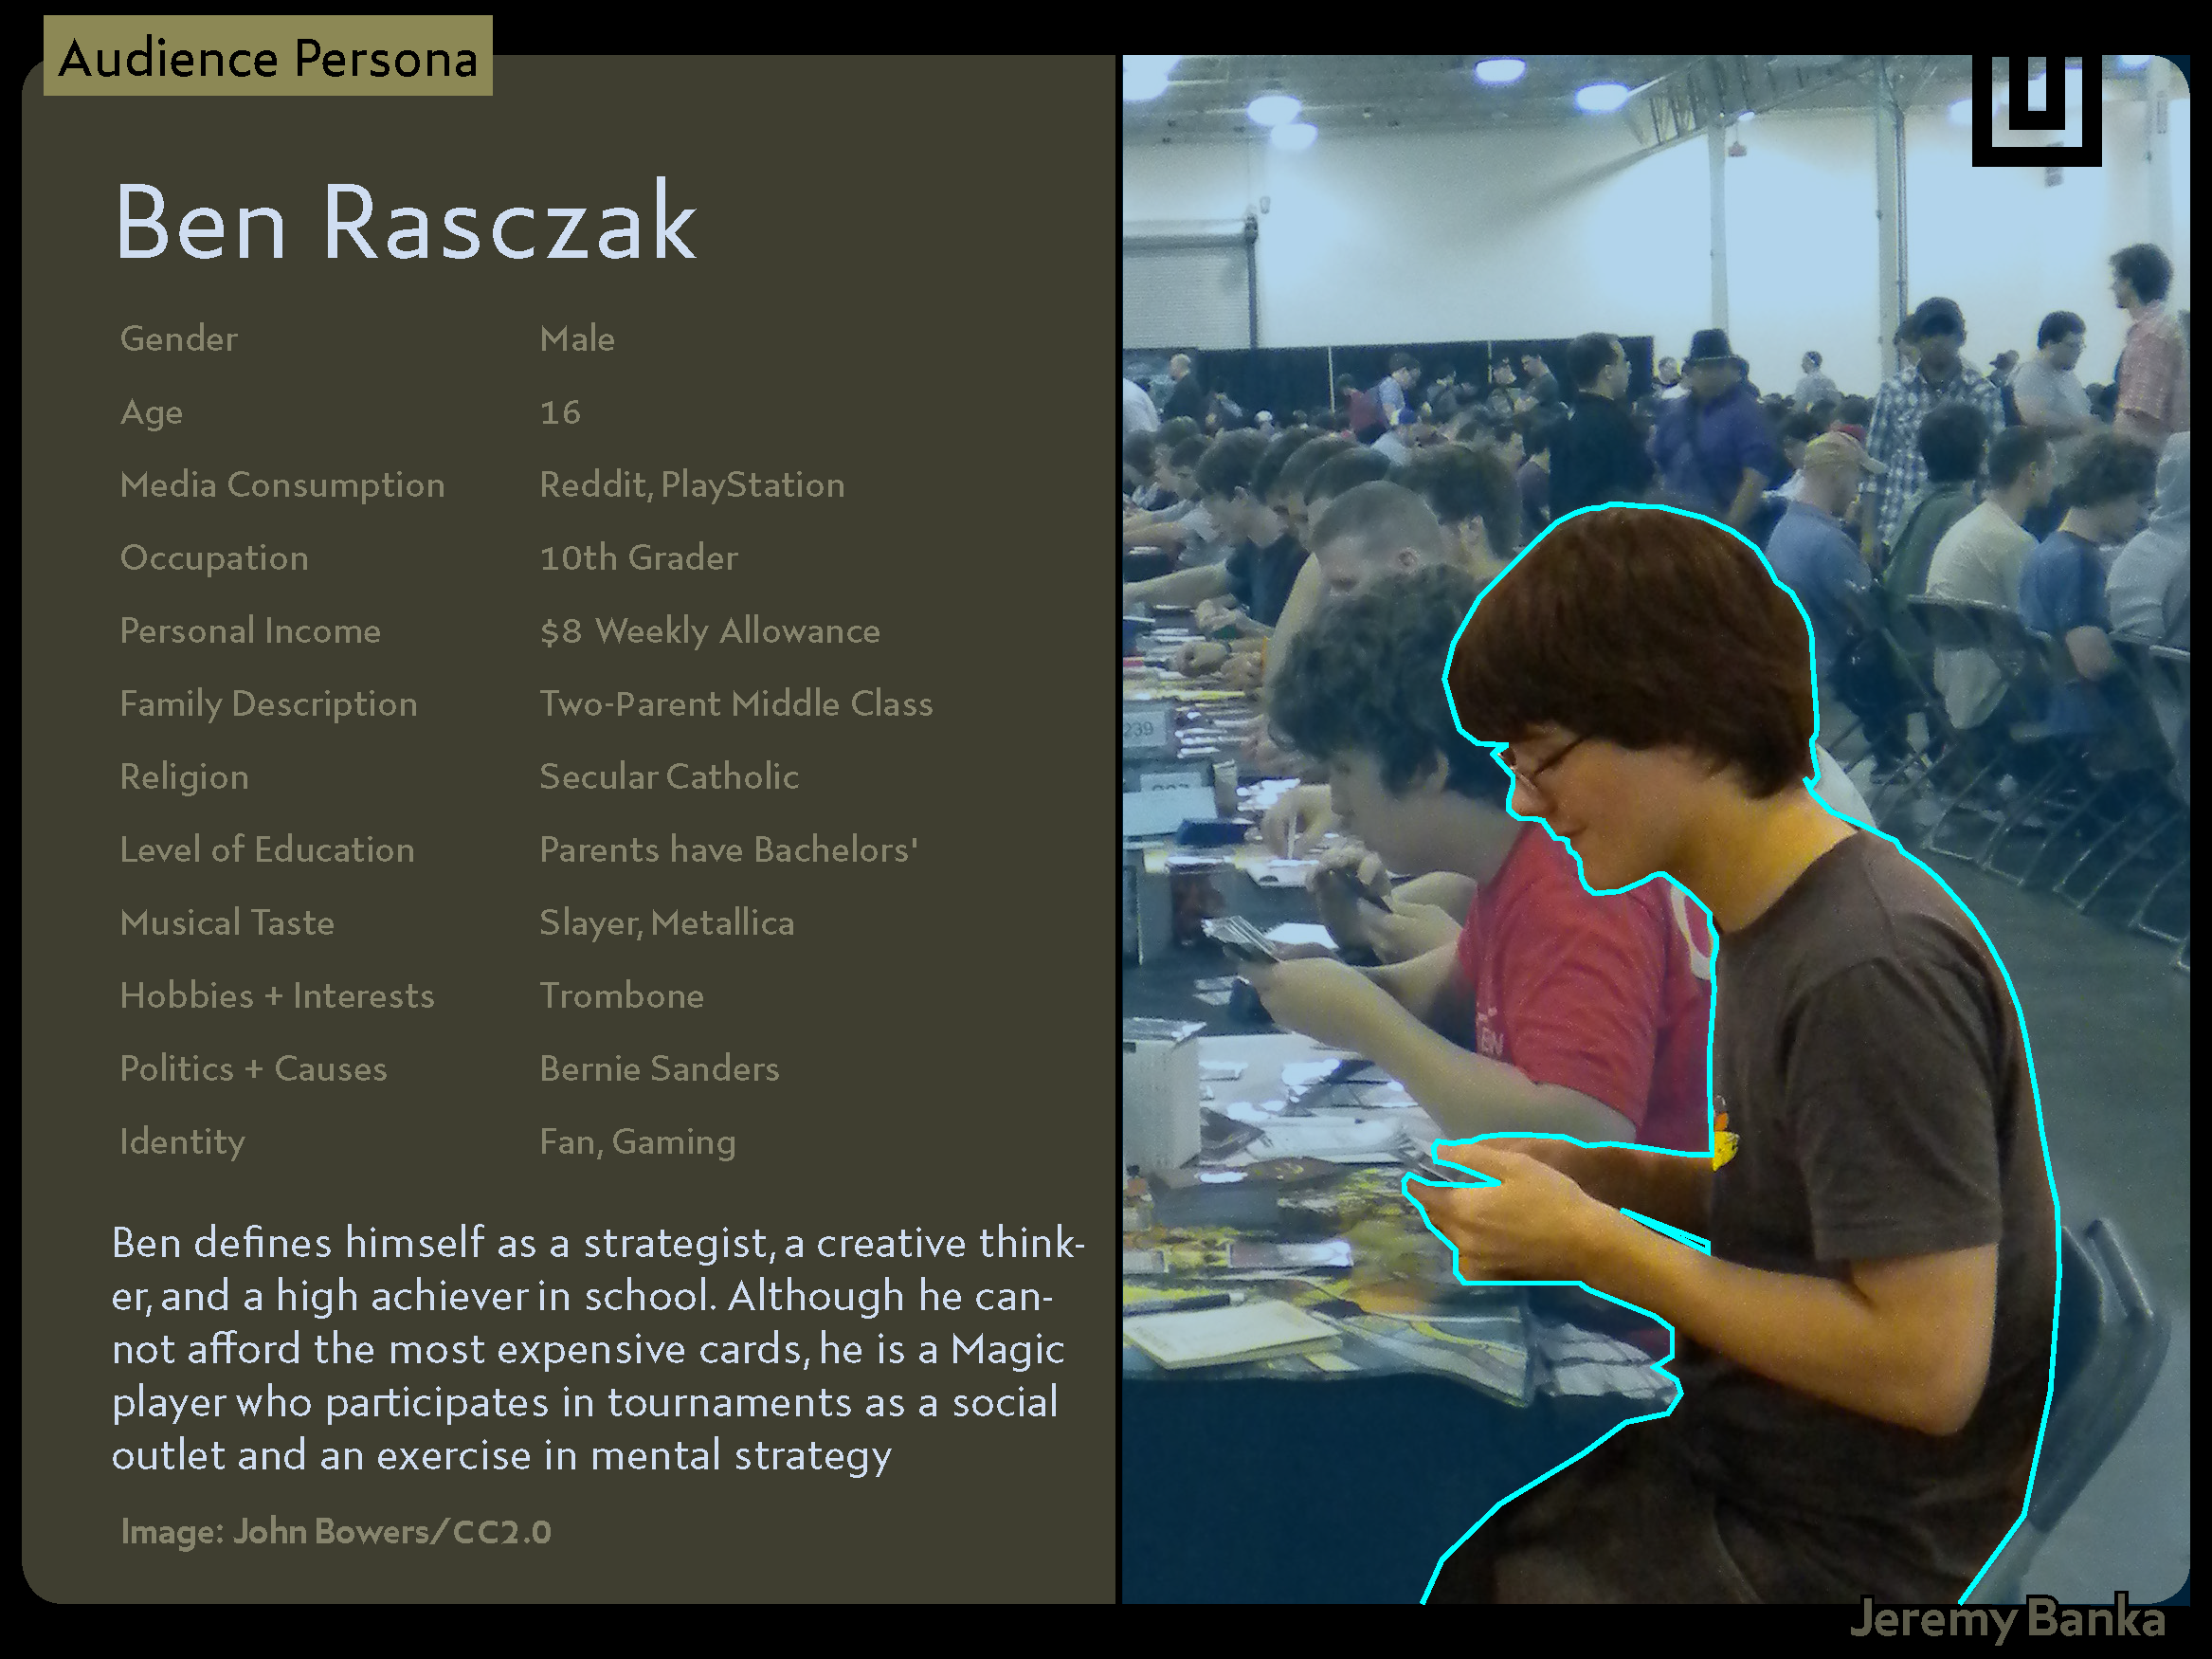 Audience Persona
Ben Rasczak
Gender Male
Age 16
Media Consumption Reddit, PlayStation
Occupation 10th Grader
Personal Income $8 Weekly Allowance
Family Description Two-Parent Middle Class
Religion Secular Catholic
Level of Education Parents have Bachelors'
Musical Taste Slayer, Metallica
Hobbies + Interests Trombone
Politics + Causes Bernie Sanders
Identity Fan, Gaming
Ben defines himself as a strategist, a creative think-
er, and a high achiever in school. Although he can-
not afford the most expensive cards, he is a Magic
player who participates in tournaments as a social
outlet and an exercise in mental strategy
Image: John Bowers/CC2.0
239
Jeremy Banka